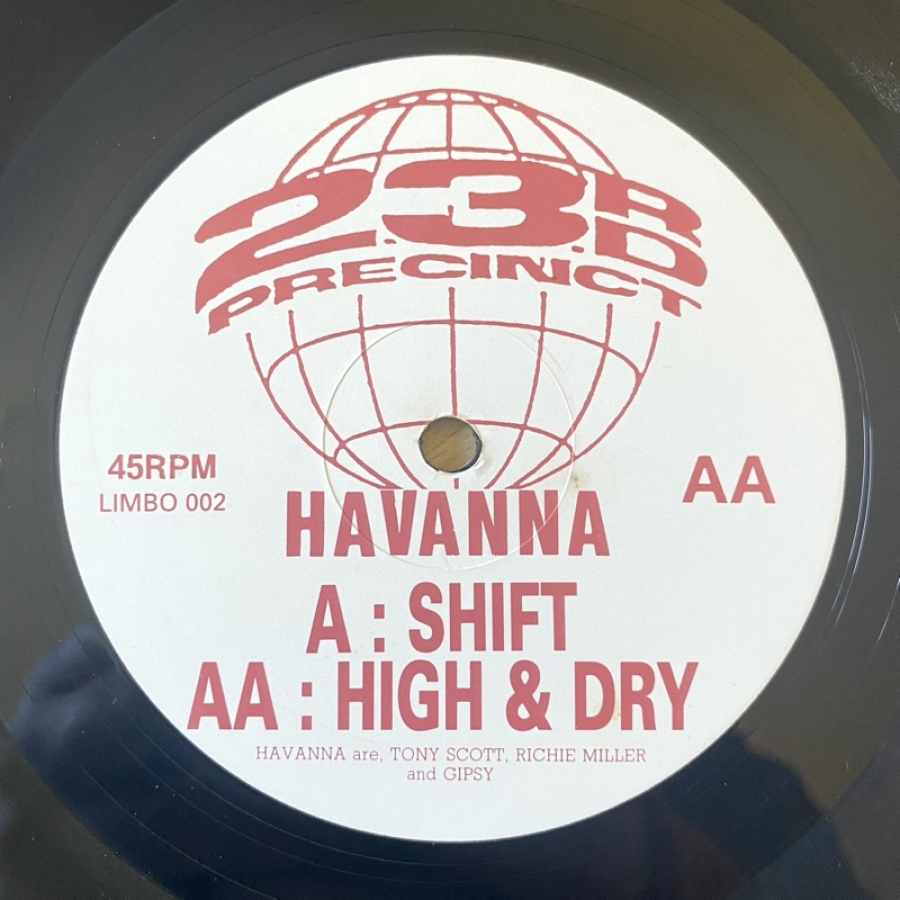 23RD
PRECINCT
45RPM
LIMBO 002
AA
HAVANNA
A : SHIFT
AA : HIGH & DRY
HAVANNA are, TONY SCOTT, RICHIE MILLER
and GIPSY